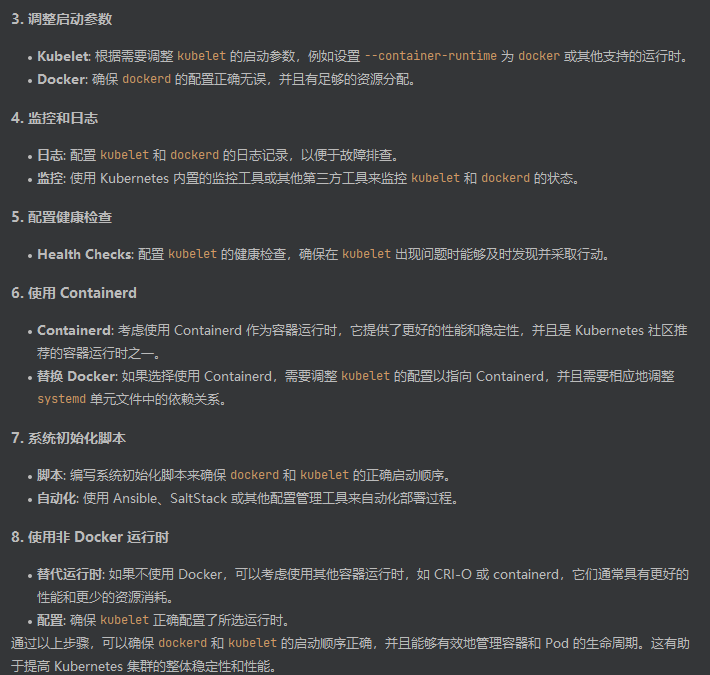 3. 调整启动参数
• Kubelet: 根据需要调整 kubelet 的启动参数，例如设置 --container-runtime 为 docker 或其他支持的运行时。
• Docker: 确保 dockerd 的配置正确无误，并且有足够的资源分配。
4. 监控和日志
• 日志: 配置 kubelet 和 dockerd 的日志记录，以便于故障排查。
• 监控: 使用 Kubernetes 内置的监控工具或其他第三方工具来监控 kubelet 和 dockerd 的状态。
5. 配置健康检查
• Health Checks: 配置 kubelet 的健康检查，确保在 kubelet 出现问题时能够及时发现并采取行动。
6. 使用 Containerd
• Containerd: 考虑使用 Containerd 作为容器运行时，它提供了更好的性能和稳定性，并且是 Kubernetes 社区推
荐的容器运行时之一。
• 替换 Docker: 如果选择使用 Containerd，需要调整 kubelet 的配置以指向 Containerd，并且需要相应地调整
systemd 单元文件中的依赖关系。
7. 系统初始化脚本
• 脚本: 编写系统初始化脚本来确保 dockerd 和 kubelet 的正确启动顺序。
• 自动化: 使用 Ansible、SaltStack 或其他配置管理工具来自动化部署过程。
8. 使用非 Docker 运行时
• 替代运行时: 如果不使用 Docker，可以考虑使用其他容器运行时，如 CRI-O 或 containerd，它们通常具有更好的
性能和更少的资源消耗。
• 配置: 确保 kubelet 正确配置了所选运行时。
通过以上步骤，可以确保 dockerd 和 kubelet 的启动顺序正确，并且能够有效地管理容器和 Pod 的生命周期。这有助
于提高 Kubernetes 集群的整体稳定性和性能。